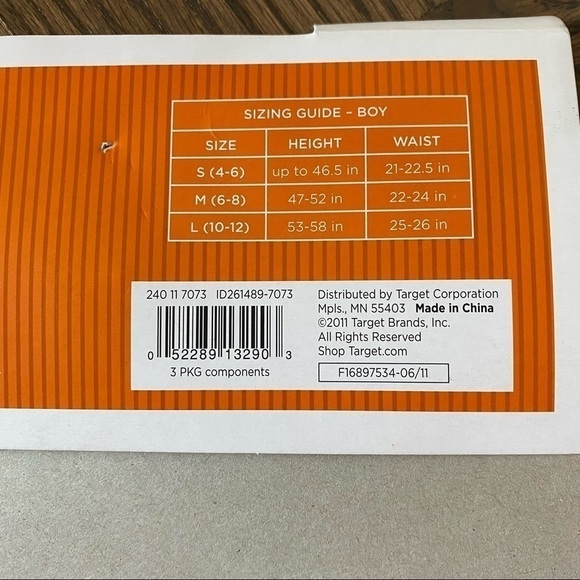 SIZING GUIDE – BOY
SIZE HEIGHT WAIST
S (4-6) up to 46.5 in 21-22.5 in
M (6-8) 47-52 in 22-24 in
L (10-12) 53-58 in 25-26 in
240 11 7073 ID261489-7073
0 52289 13290 3
3 PKG components
Distributed by Target Corporation
Mpls., MN 55403 Made in China
©2011 Target Brands, Inc.
All Rights Reserved
Shop Target.com
F16897534-06/11